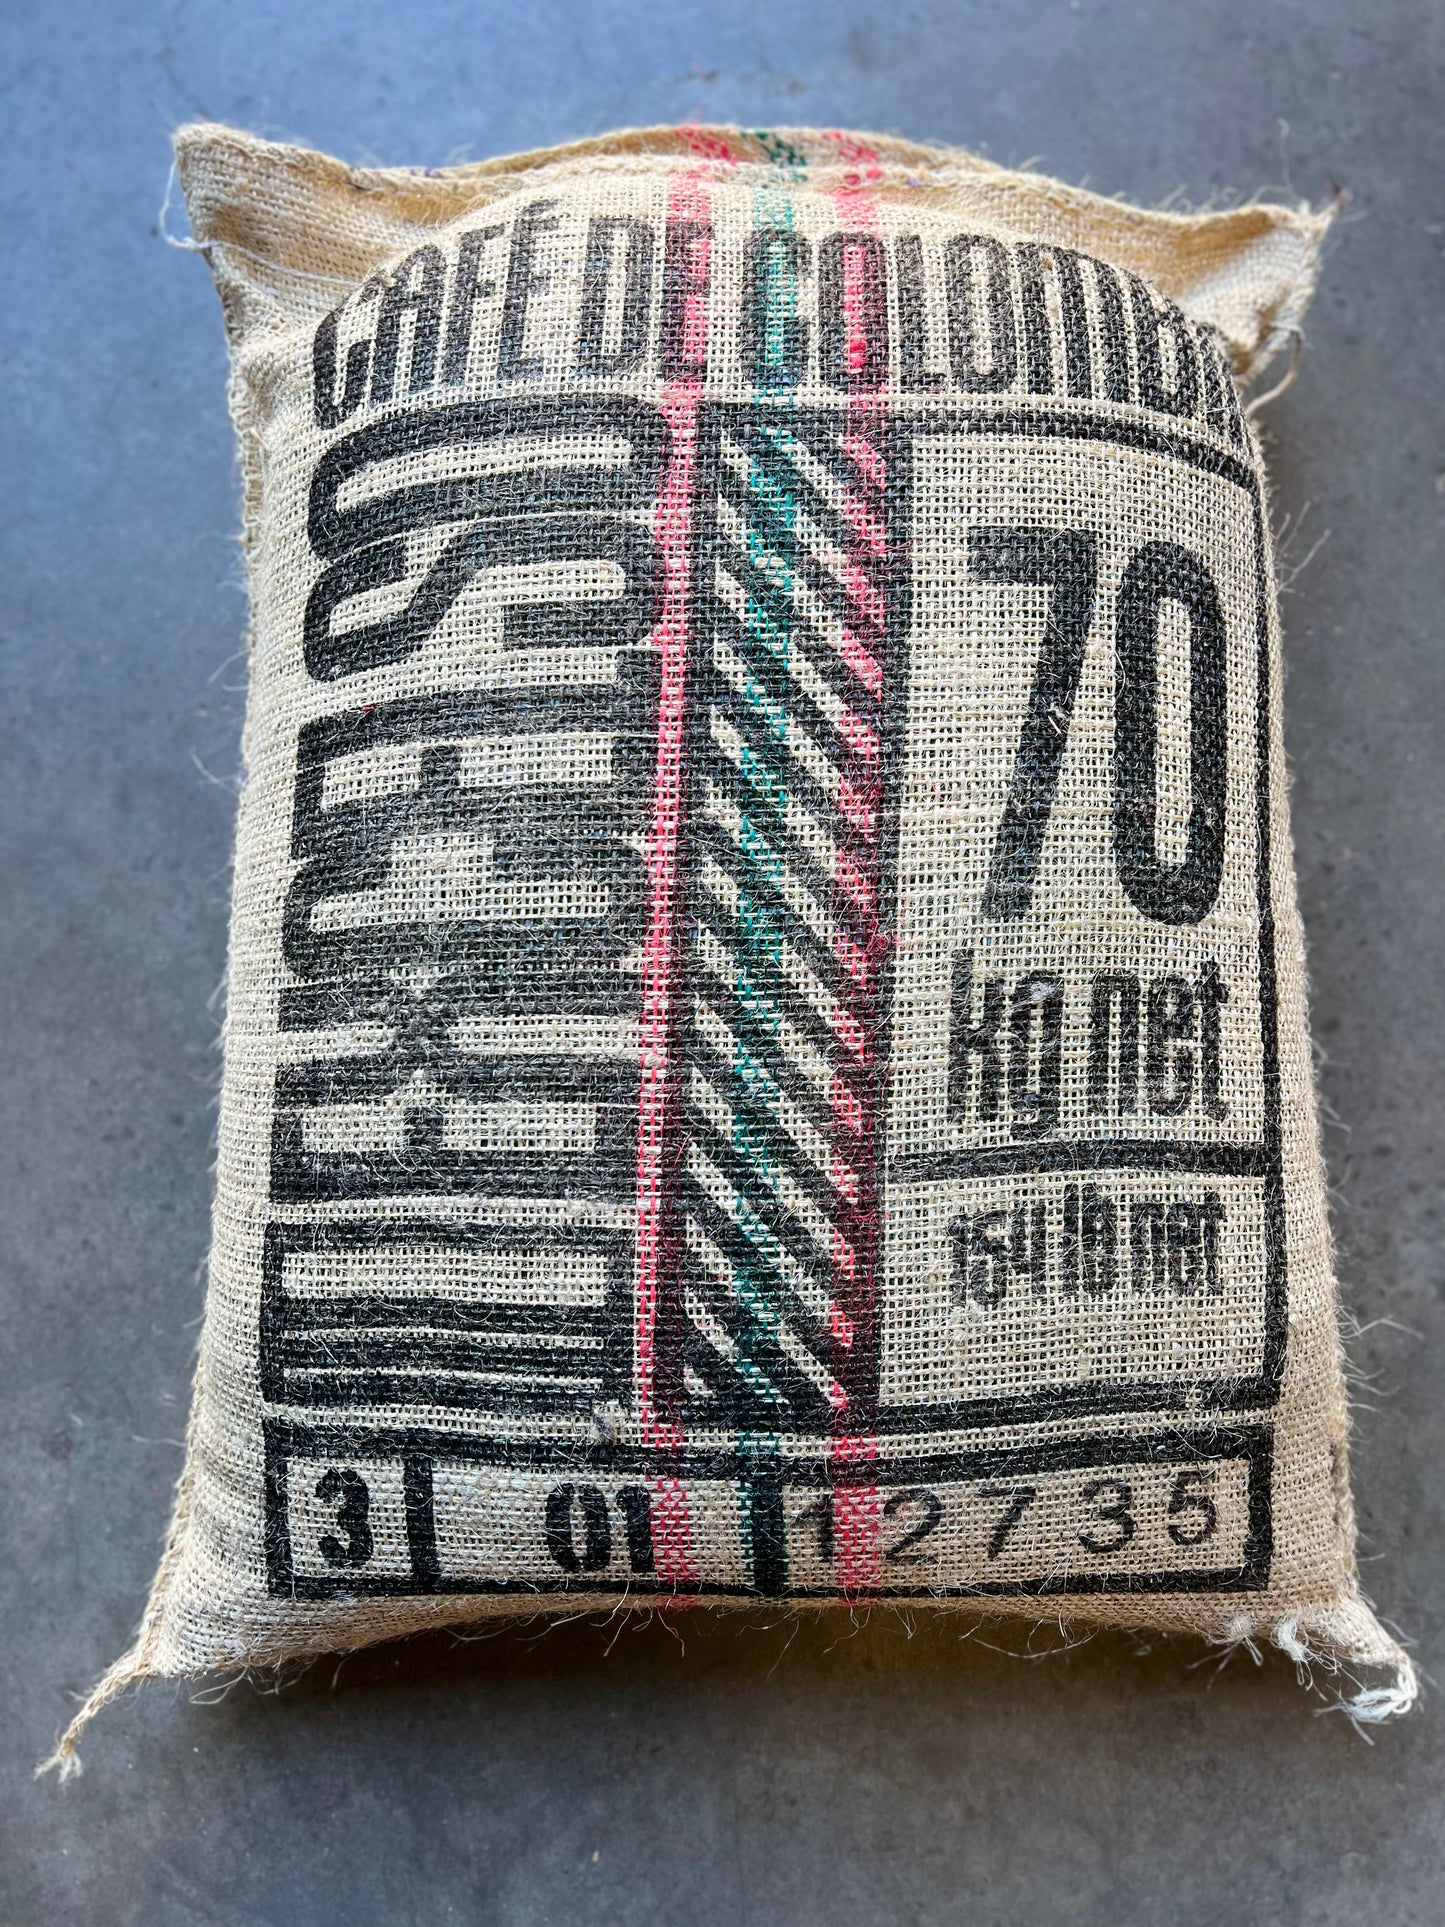 CAFÉ DE COLOMBIA
70
kg net
154 lb net
3 01 12735